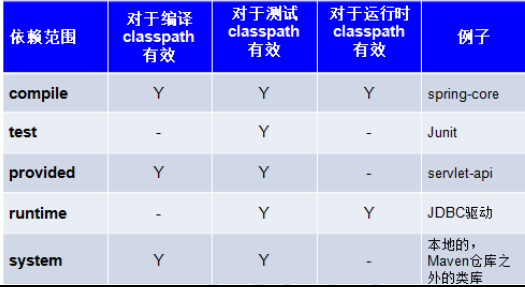 依赖范围 对于编译classpath有效 对于测试classpath有效 对于运行时classpath有效 例子
compile Y Y Y spring-core
test - Y - Junit
provided Y Y - servlet-api
runtime - Y Y JDBC驱动
system Y Y - 本地的，Maven仓库之外的类库